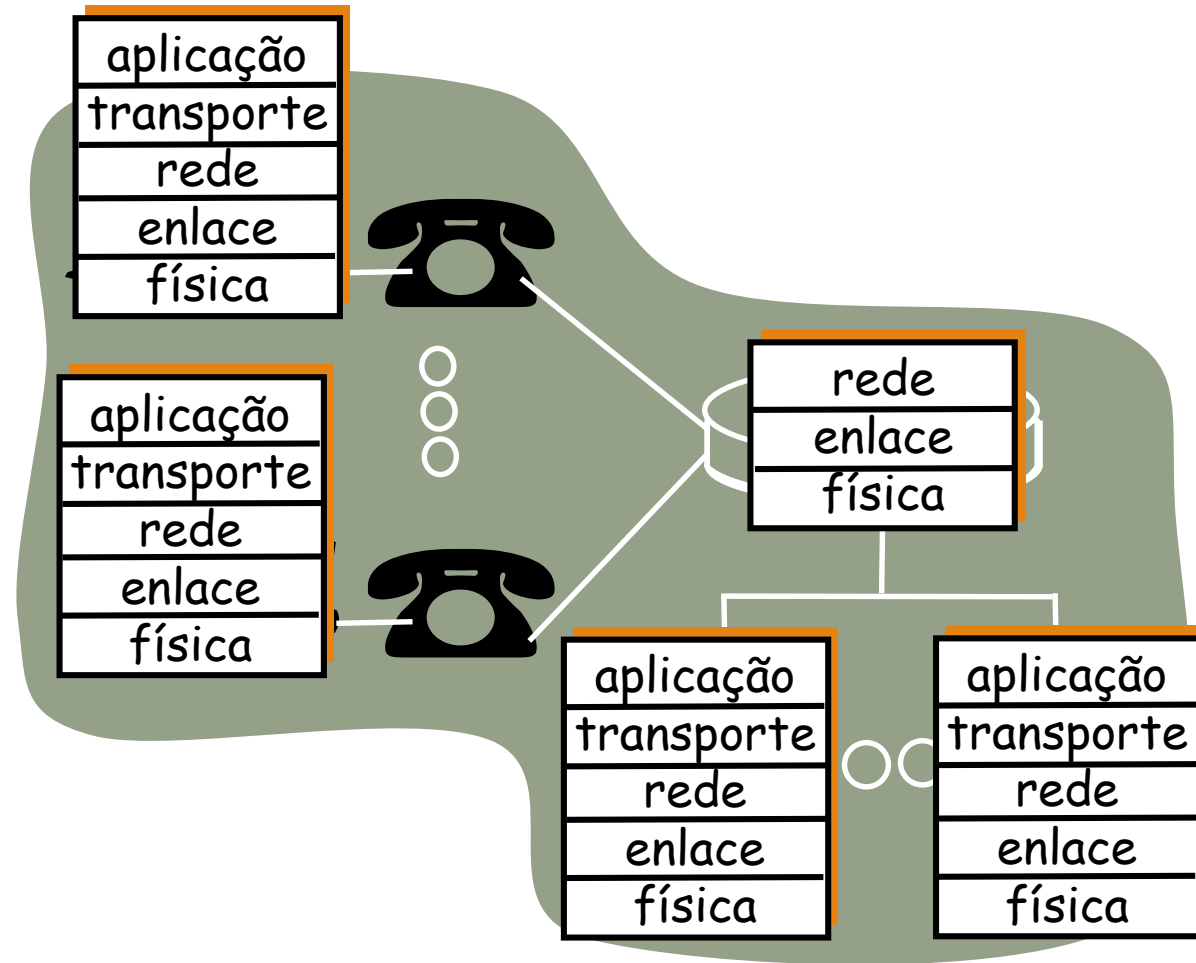 aplicação
transporte
rede
enlace
física
aplicação
transporte
rede
enlace
física
rede
enlace
física
aplicação
transporte
rede
enlace
física
aplicação
transporte
rede
enlace
física